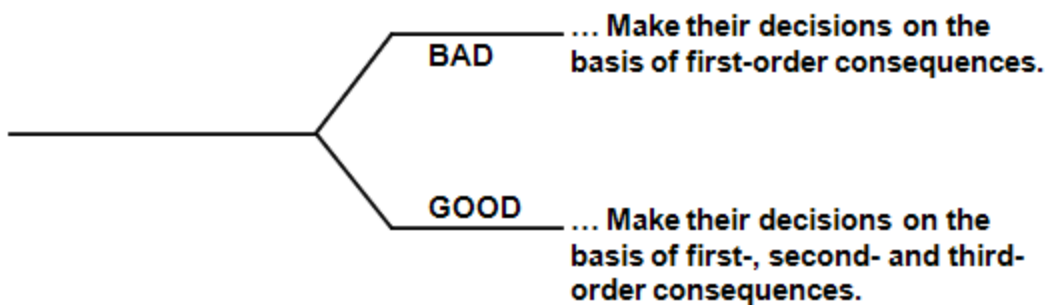 … Make their decisions on the
BAD
basis of first-order consequences.
GOOD
… Make their decisions on the
basis of first-, second- and third-
order consequences.